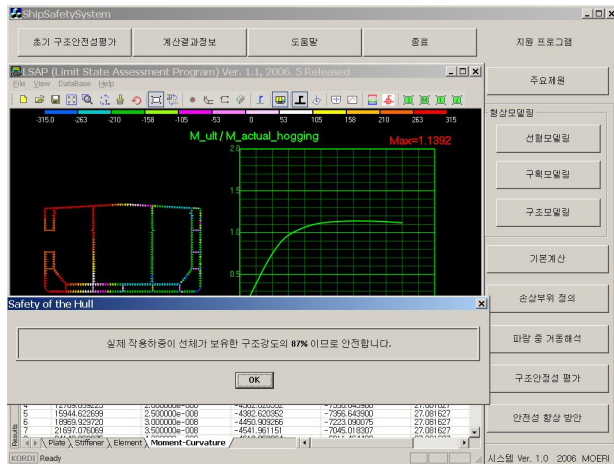 ShipSafetySystem
초기 구조안전성평가
계산결과정보
도움말
종료
지원 프로그램
LSAP (Limit State Assessment Program) Ver. 1.1, 2006. 5 Released
File View DataBase Help
-315.0 -263 -210 -158 -105 -53 0 53 105 158 210 263 315
M_ult / M_actual_hogging
Max=1.1392
2.0
1.5
1.0
0.5
주요제원
형상모델링
선형모델링
구획모델링
구조모델링
기본계산
손상부위 정의
파랑 중 거동해석
구조안전성 평가
안전성 향상 방안
Safety of the Hull
실제 작용하중이 선체가 보유한 구조강도의 87% 이므로 안전합니다.
OK
5 15944.622699 2.500000e-008 -4382.620352 -7356.643900 27.081627
6 18969.929720 3.000000e-008 -4450.909266 -7223.090075 27.081627
7 21697.076069 3.500000e-008 -4541.961151 -7045.018307 27.081627
Results
Plate Stiffener Element Moment-Curvature
KORDI Ready
시스템 Ver. 1.0 2006 MOERI